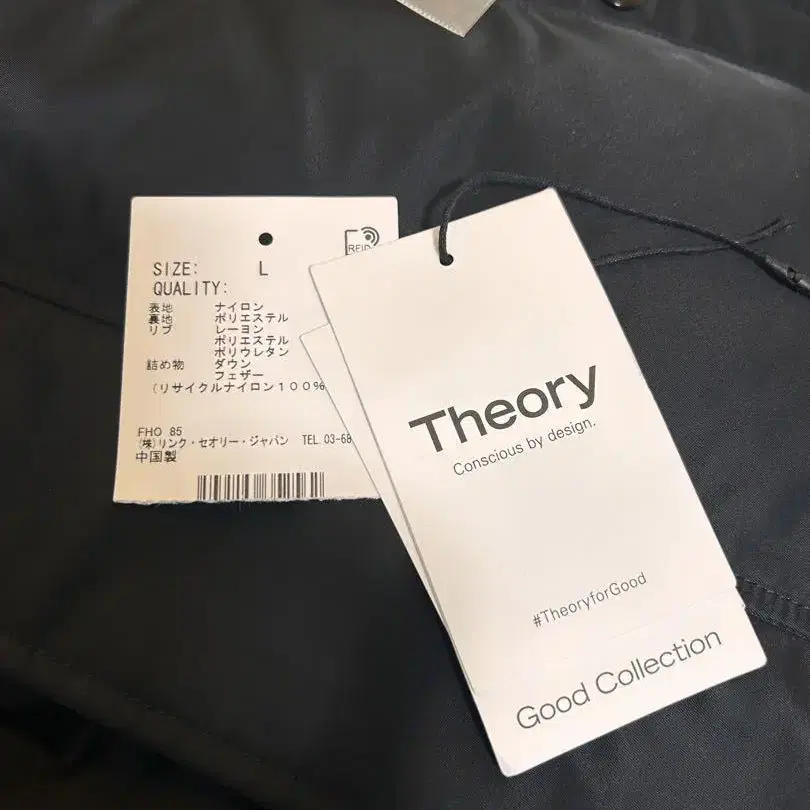 RFID
SIZE: L
QUALITY:
表地 ナイロン
裏地 ポリエステル
リブ レーヨン
ポリエステル
ポリウレタン
詰め物 ダウン
フェザー
(リサイクルナイロン100%
FHO 85
(株)リンク・セオリー・ジャパン TEL 03-68
中国製
Theory
Conscious by design.
#TheoryforGood
Good Collection